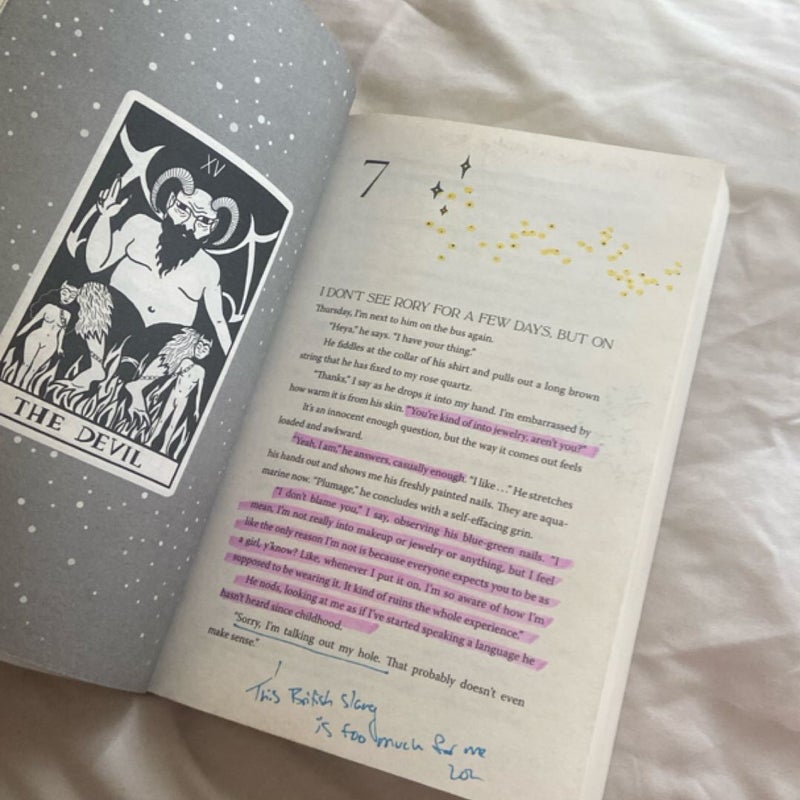 XV
THE DEVIL
7
I DON'T SEE RORY FOR A FEW DAYS, BUT ON
Thursday, I'm next to him on the bus again.
"Heya," he says. "I have your thing."
He fiddles at the collar of his shirt and pulls out a long brown
string that he has fixed to my rose quartz.
"Thanks," I say as he drops it into my hand. I'm embarrassed by
how warm it is from his skin. "You're kind of into jewelry, aren't you?"
It's an innocent enough question, but the way it comes out feels
loaded and awkward.
"Yeah, I am," he answers, casually enough. "I like . . ." He stretches
his hands out and shows me his freshly painted nails. They are aqua-
marine now. "Plumage," he concludes with a self-effacing grin.
"I don't blame you," I say, observing his blue-green nails. "I
mean, I'm not really into makeup or jewelry or anything, but I feel
like the only reason I'm not is because everyone expects you to be as
a girl, y'know? Like, whenever I put it on, I'm so aware of how I'm
supposed to be wearing it. It kind of ruins the whole experience."
He nods, looking at me as if I've started speaking a language he
hasn't heard since childhood.
"Sorry, I'm talking out my hole. That probably doesn't even
make sense."
This British slang
is too much for me
lol